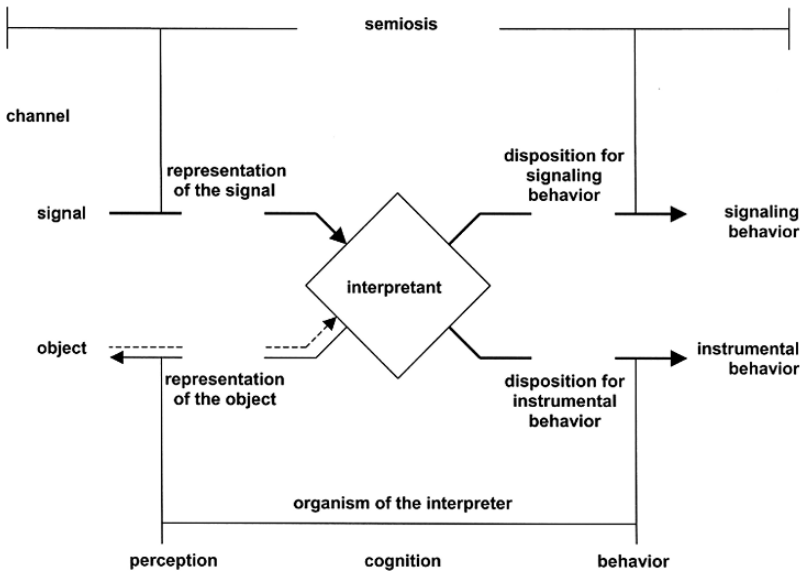 semiosis
channel
representation
of the signal
disposition for
signaling
behavior
signal
signaling
behavior
interpretant
object
instrumental
behavior
representation
of the object
disposition for
instrumental
behavior
organism of the interpreter
perception
cognition
behavior